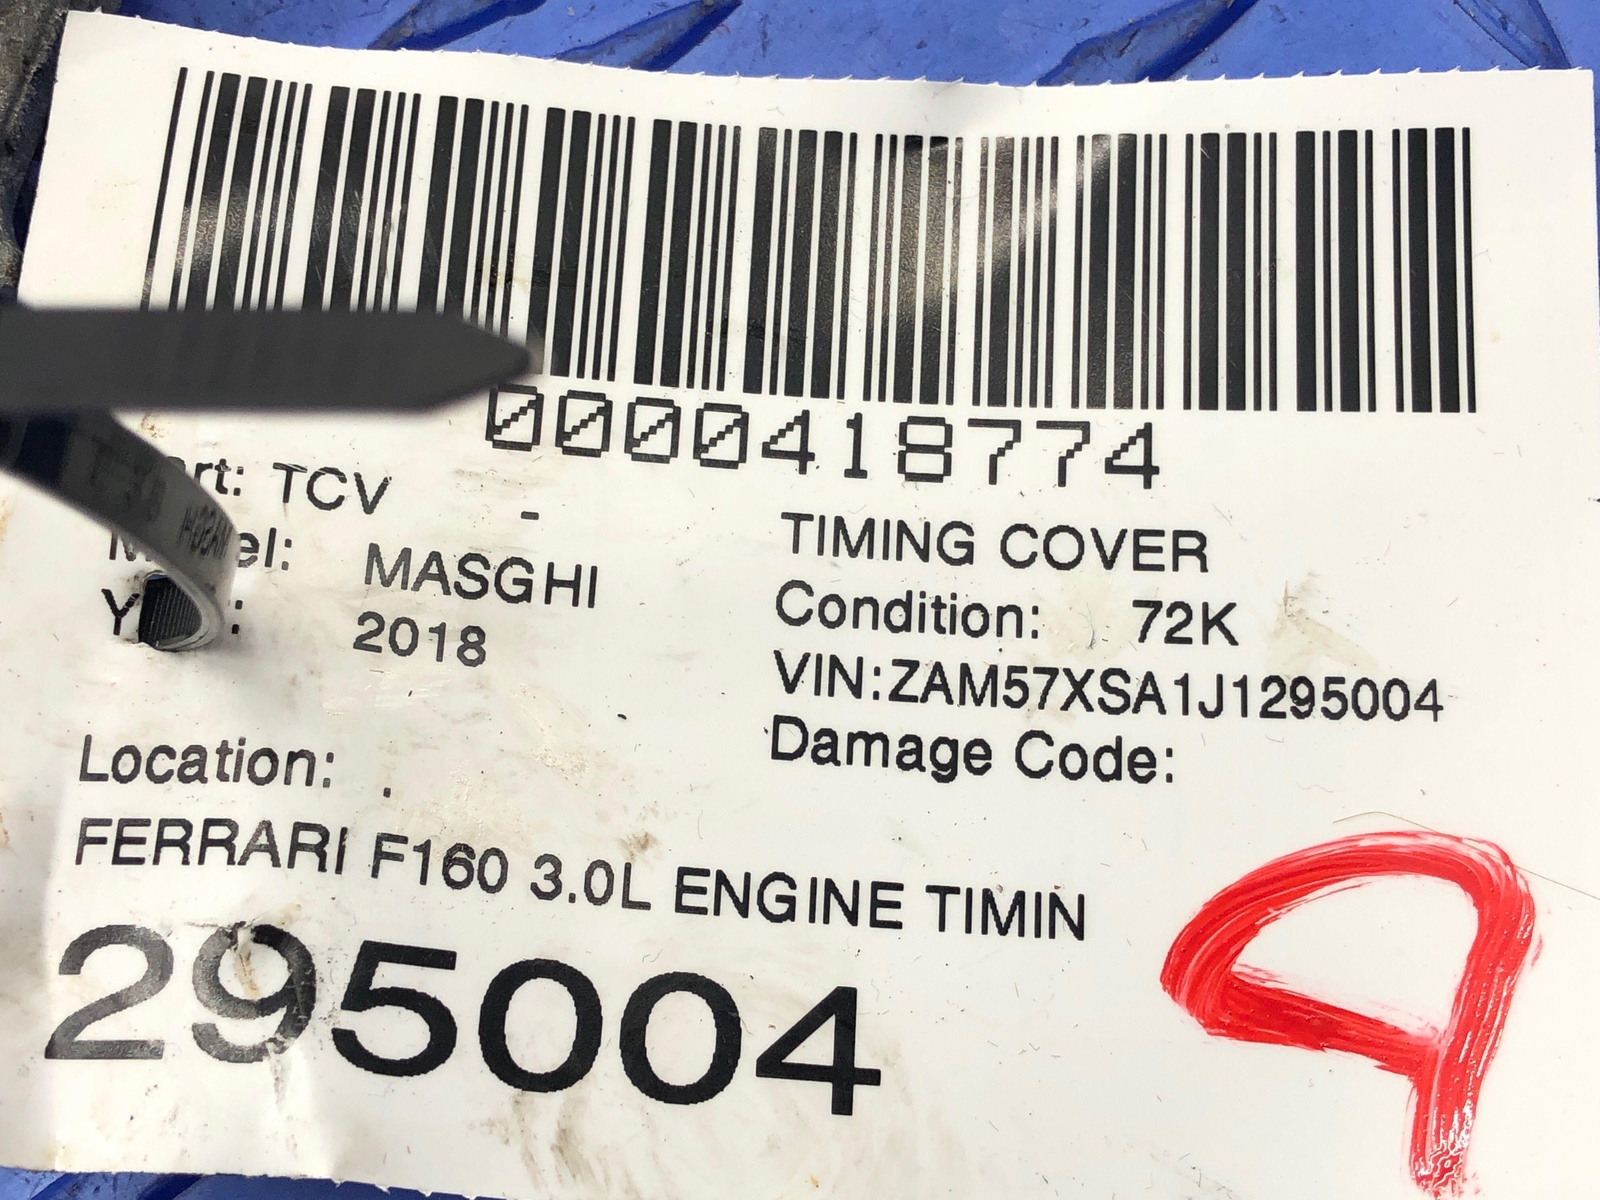 0000418774
rt: TCV -
el: MASGHI
2018
TIMING COVER
Condition: 72K
VIN:ZAM57XSA1J1295004
Damage Code:
Location: .
FERRARI F160 3.0L ENGINE TIMIN
295004
9